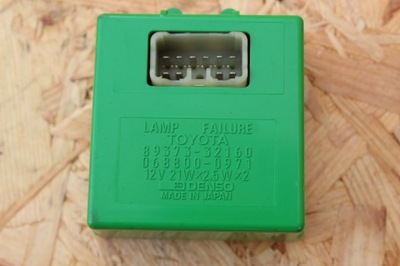 LAMP FAILURE
TOYOTA
89373-32160
068800-0971
12V 21W×2.5W×2
DENSO
MADE IN JAPAN